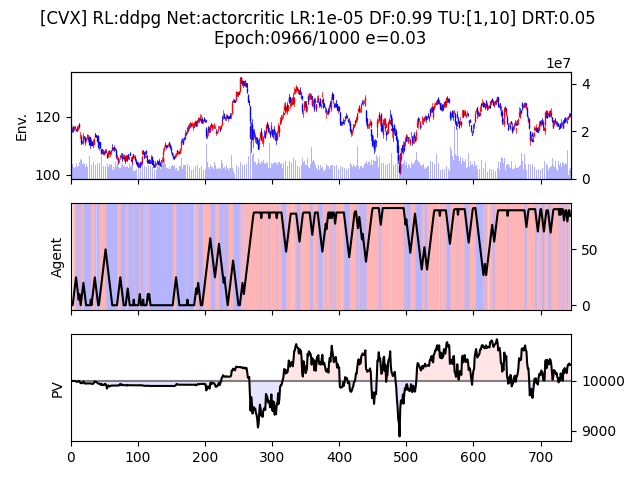 [CVX] RL:ddpg Net:actorcritic LR:1e-05 DF:0.99 TU:[1,10] DRT:0.05
Epoch:0966/1000 e=0.03
1e7
Env.
120
100
4
2
0
Agent
50
0
PV
10000
9000
0 100 200 300 400 500 600 700